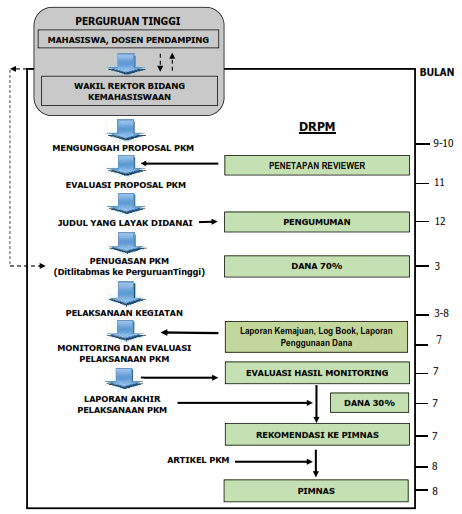 PERGURUAN TINGGI
MAHASISWA, DOSEN PENDAMPING
WAKIL REKTOR BIDANG
KEMAHASISWAAN
BULAN
DRPM
MENGUNGGAH PROPOSAL PKM
9-10
PENETAPAN REVIEWER
EVALUASI PROPOSAL PKM
11
JUDUL YANG LAYAK DIDANAI
PENGUMUMAN
12
PENUGASAN PKM
(Ditlitabmas ke PerguruanTinggi)
DANA 70%
3
PELAKSANAAN KEGIATAN
3-8
Laporan Kemajuan, Log Book, Laporan
Penggunaan Dana
7
MONITORING DAN EVALUASI
PELAKSANAAN PKM
EVALUASI HASIL MONITORING
7
LAPORAN AKHIR
PELAKSANAAN PKM
DANA 30%
7
REKOMENDASI KE PIMNAS
7
ARTIKEL PKM
8
PIMNAS
8